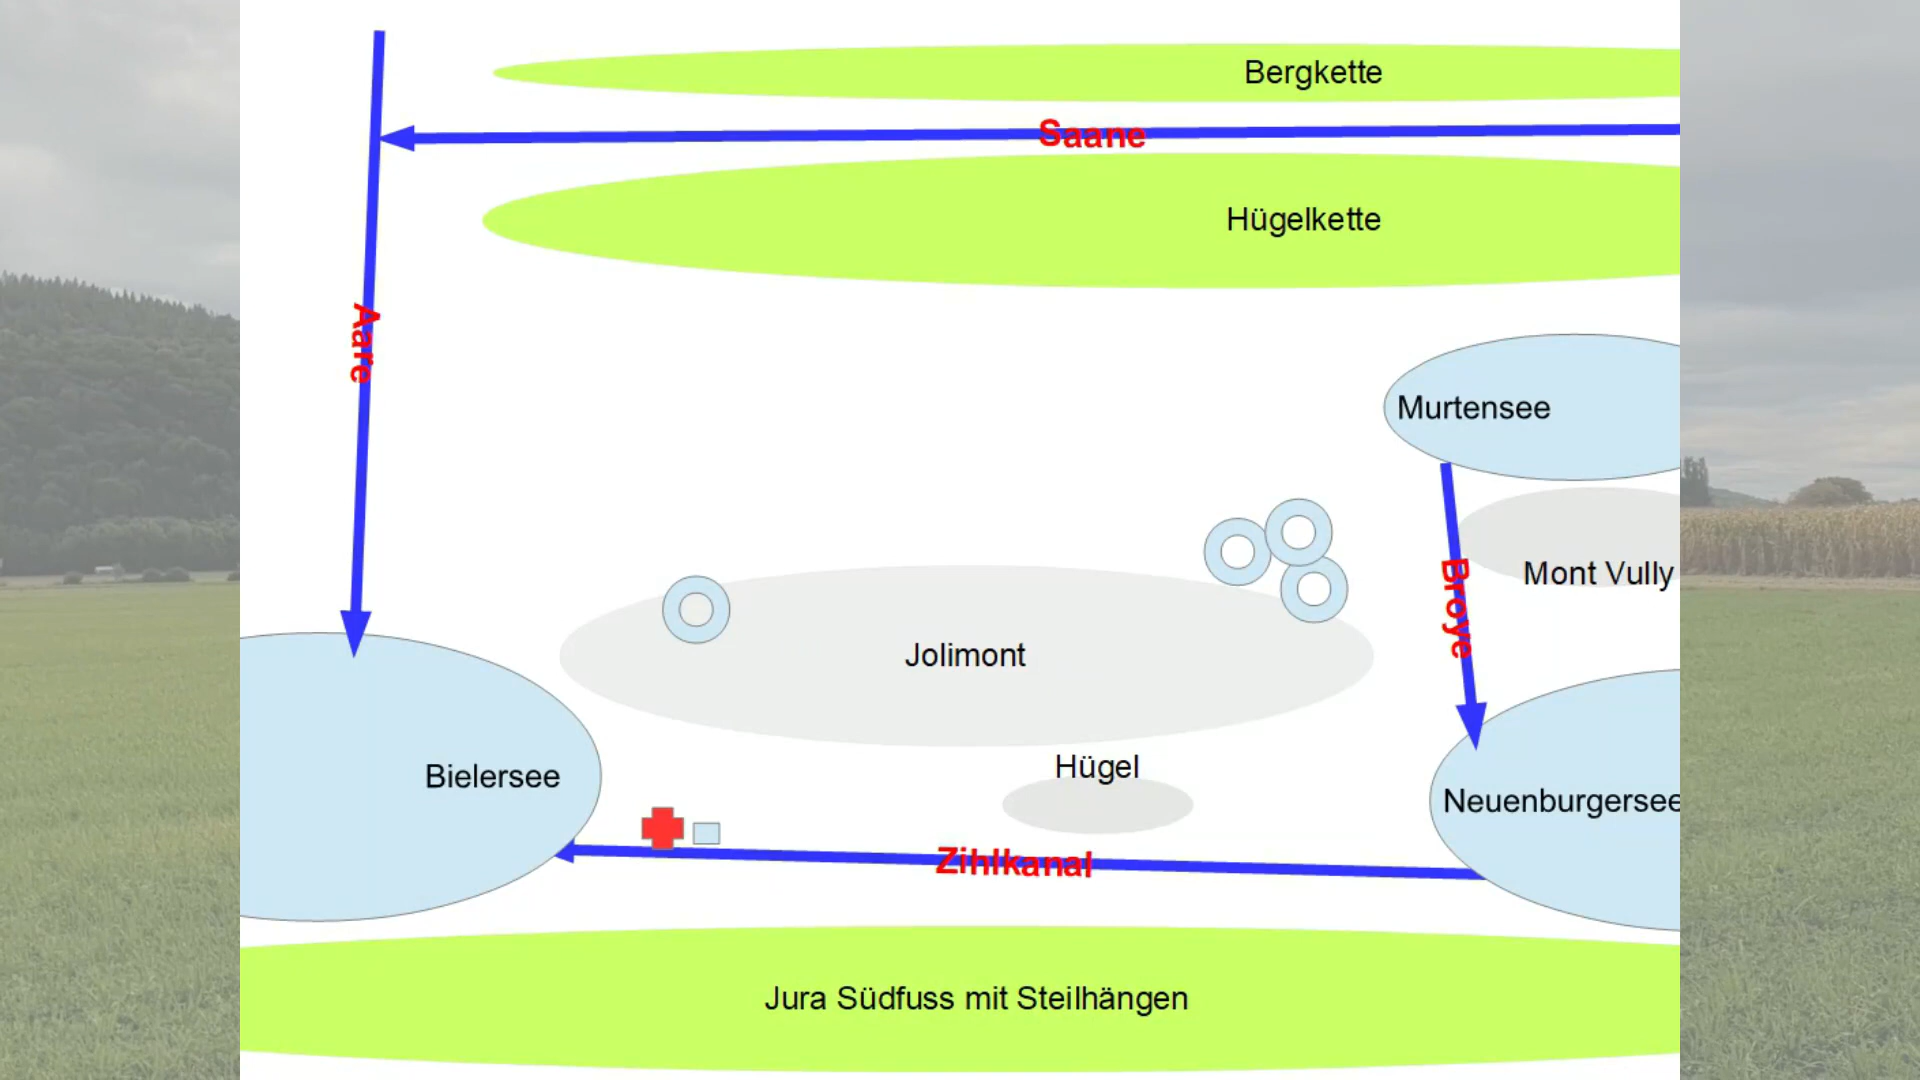 Bergkette
Saane
Hügelkette
Aare
Murtensee
Mont Vully
Broye
Jolimont
Hügel
Bielersee
Neuenburgersee
Zihlkanal
Jura Südfuss mit Steilhängen